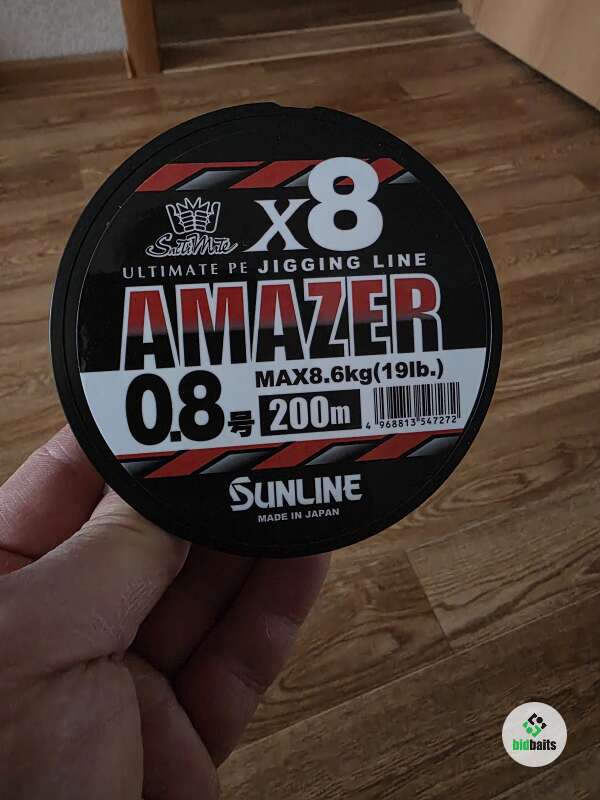 x8
SaltiMate
ULTIMATE PE JIGGING LINE
AMAZER
MAX8.6kg(19lb.)
0.8号 200m
4 968813 547272
SUNLINE
MADE IN JAPAN
bidbaits